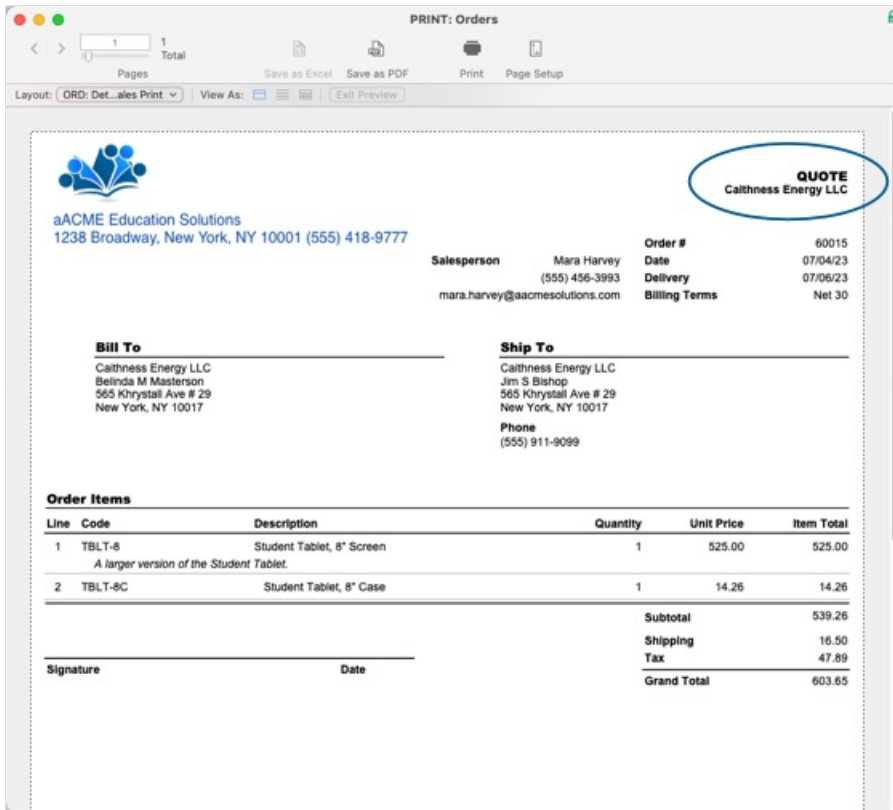 PRINT: Orders
1
1
Total
Pages
Save as Excel
Save as PDF
Print
Page Setup
Layout: ORD: Det...ales Print
View As:
Exit Preview
QUOTE
Caithness Energy LLC
aACME Education Solutions
1238 Broadway, New York, NY 10001 (555) 418-9777
Salesperson Mara Harvey
(555) 456-3993
mara.harvey@aacmesolutions.com
Order # 60015
Date 07/04/23
Delivery 07/06/23
Billing Terms Net 30
Bill To
Caithness Energy LLC
Belinda M Masterson
565 Khrystall Ave # 29
New York, NY 10017
Ship To
Caithness Energy LLC
Jim S Bishop
565 Khrystall Ave # 29
New York, NY 10017
Phone
(555) 911-9099
Order Items
Line Code Description Quantity Unit Price Item Total
1 TBLT-8 Student Tablet, 8" Screen 1 525.00 525.00
A larger version of the Student Tablet.
2 TBLT-8C Student Tablet, 8" Case 1 14.26 14.26
Subtotal 539.26
Shipping 16.50
Tax 47.89
Grand Total 603.65
Signature Date